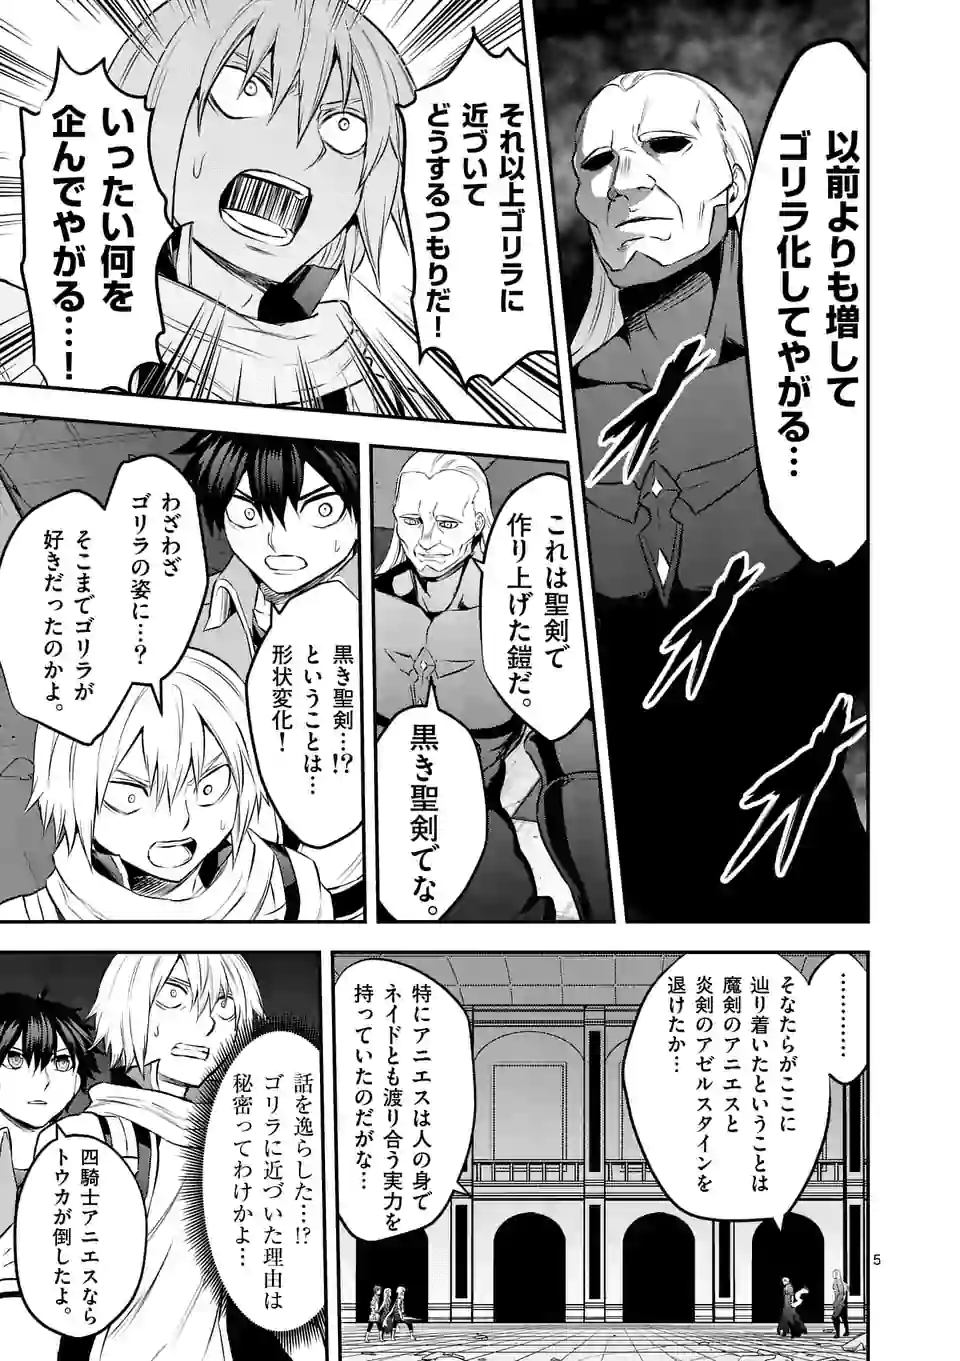 以前よりも増して
ゴリラ化してやがる…
それ以上ゴリラに
近づいて
どうするつもりだ!
いったい何を
企んでやがる…!
これは聖剣で
作り上げた鎧だ。
黒き聖剣でな。
黒き聖剣…!?
ということは…
形状変化!
わざわざ
ゴリラの姿に…?
そこまでゴリラが
好きだったのかよ。
…………
そなたらがここに
辿り着いたということは
魔剣のアニエスと
炎剣のアゼルスタインを
退けたか…
特にアニエスは人の身で
ネイドとも渡り合う実力を
持っていたのだがな…
話を逸らした…!?
ゴリラに近づいた理由は
秘密ってわけかよ…
四騎士アニエスなら
トウカが倒したよ。
5